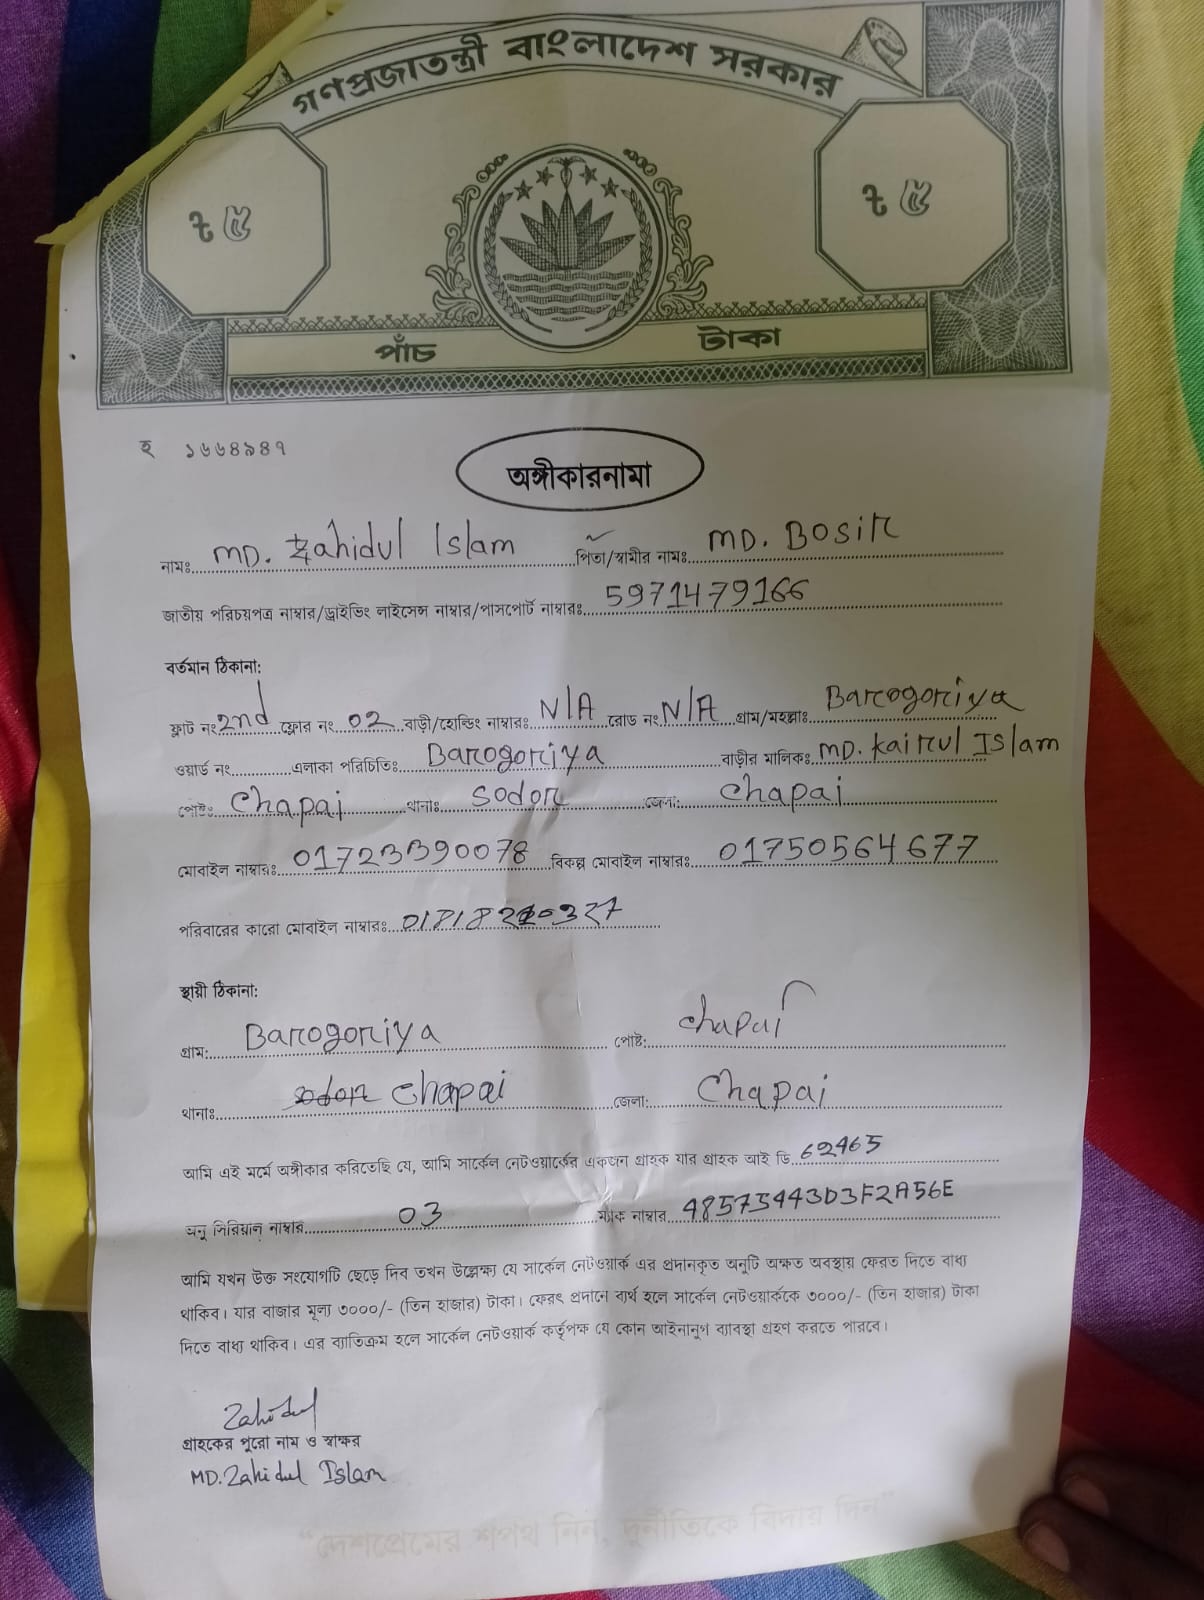 গণপ্রজাতন্ত্রী বাংলাদেশ সরকার
৳ ৫
৳ ৫
পাঁচ টাকা
হ ১৬৬৪৯৪৭
অঙ্গীকারনামা
নামঃ MD. Zahidul Islam পিতা/স্বামীর নামঃ MD. Bosir
জাতীয় পরিচয়পত্র নাম্বার/ড্রাইভিং লাইসেন্স নাম্বার/পাসপোর্ট নাম্বারঃ 5971479166
বর্তমান ঠিকানা:
ফ্লাট নং 2nd ফ্লোর নং 02 বাড়ী/হোল্ডিং নাম্বারঃ N/A রোড নং N/A গ্রাম/মহল্লাঃ Barogoriya
ওয়ার্ড নং এলাকা পরিচিতিঃ Barogoriya বাড়ীর মালিকঃ MD. Kairul Islam
পোষ্টঃ Chapai থানাঃ Sodor জেলা: Chapai
মোবাইল নাম্বারঃ 01723390078 বিকল্প মোবাইল নাম্বারঃ 01750564677
পরিবারের কারো মোবাইল নাম্বারঃ
স্থায়ী ঠিকানা:
গ্রাম: Barogoriya পোষ্ট: Chapai
থানাঃ Chapai জেলা: Chapai
আমি এই মর্মে অঙ্গীকার করিতেছি যে, আমি সার্কেল নেটওয়ার্কের একজন গ্রাহক যার গ্রাহক আই ডি 62465
অনু সিরিয়াল নাম্বার 03 ম্যাক নাম্বার 48575443D3F2A56E
আমি যখন উক্ত সংযোগটি ছেড়ে দিব তখন উল্লেক্ষ্য যে সার্কেল নেটওয়ার্ক এর প্রদানকৃত অনুটি অক্ষত অবস্থায় ফেরত দিতে বাধ্য
থাকিব। যার বাজার মূল্য ৩০০০/- (তিন হাজার) টাকা। ফেরৎ প্রদানে ব্যর্থ হলে সার্কেল নেটওয়ার্ককে ৩০০০/- (তিন হাজার) টাকা
দিতে বাধ্য থাকিব। এর ব্যাতিক্রম হলে সার্কেল নেটওয়ার্ক কর্তৃপক্ষ যে কোন আইনানুগ ব্যাবস্থা গ্রহণ করতে পারবে।
Zahidul
গ্রাহকের পুরো নাম ও স্বাক্ষর
MD. Zahidul Islam
“দেশপ্রেমের শপথ নিন, দুর্নীতিকে বিদায় দিন”